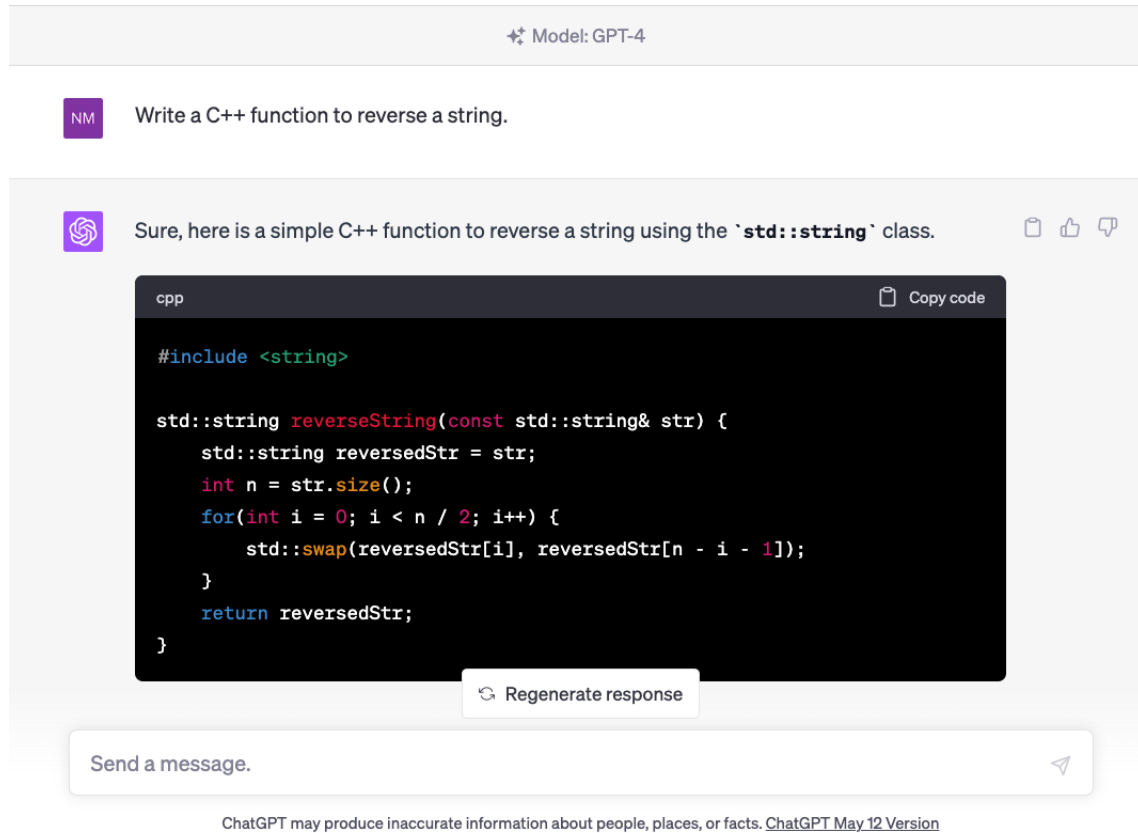 Model: GPT-4
NM
Write a C++ function to reverse a string.
Sure, here is a simple C++ function to reverse a string using the `std::string` class.
cpp
Copy code
#include <string>
std::string reverseString(const std::string& str) {
    std::string reversedStr = str;
    int n = str.size();
    for(int i = 0; i < n / 2; i++) {
        std::swap(reversedStr[i], reversedStr[n - i - 1]);
    }
    return reversedStr;
}
Regenerate response
Send a message.
ChatGPT may produce inaccurate information about people, places, or facts. ChatGPT May 12 Version